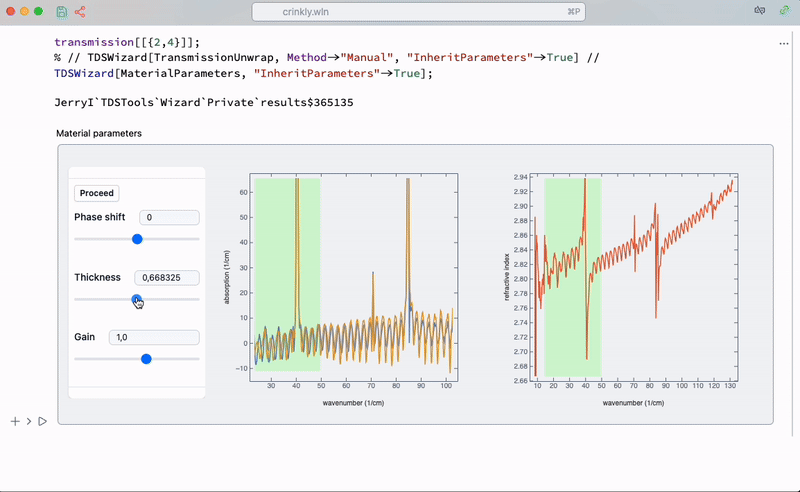 crinkly.wln
⌘P
transmission[[{2,4}]];
% // TDSWizard[TransmissionUnwrap, Method→"Manual", "InheritParameters"→True] //
TDSWizard[MaterialParameters, "InheritParameters"→True];
JerryI`TDSTools`Wizard`Private`results$365135
Material parameters
Proceed
Phase shift 0
Thickness 0,668325
Gain 1,0
absorption (1/cm)
60
50
40
30
20
10
0
−10
30 40 50 60 70 80 90 100
wavenumber (1/cm)
refractive index
2.94
2.92
2.90
2.88
2.86
2.84
2.82
2.80
2.78
2.76
2.74
2.72
2.70
2.68
2.66
10 20 30 40 50 60 70 80 90 100 110 120 130
wavenumber (1/cm)